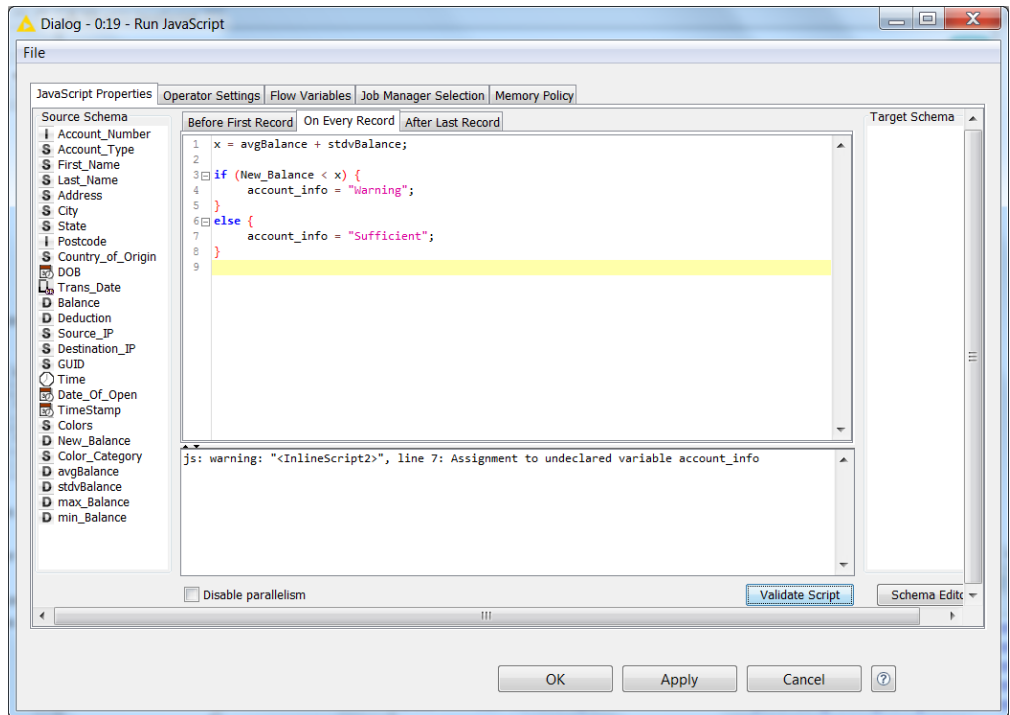 Dialog - 0:19 - Run JavaScript
File
JavaScript Properties Operator Settings Flow Variables Job Manager Selection Memory Policy
Source Schema
I Account_Number
S Account_Type
S First_Name
S Last_Name
S Address
S City
S State
I Postcode
S Country_of_Origin
DOB
Trans_Date
D Balance
D Deduction
S Source_IP
S Destination_IP
S GUID
Time
Date_Of_Open
TimeStamp
S Colors
D New_Balance
S Color_Category
D avgBalance
D stdvBalance
D max_Balance
D min_Balance
Before First Record On Every Record After Last Record
1 x = avgBalance + stdvBalance;
2
3 if (New_Balance < x) {
4 account_info = "Warning";
5 }
6 else {
7 account_info = "Sufficient";
8 }
9
js: warning: "<InlineScript2>", line 7: Assignment to undeclared variable account_info
Disable parallelism
Validate Script
Target Schema
Schema Edito
OK Apply Cancel ?